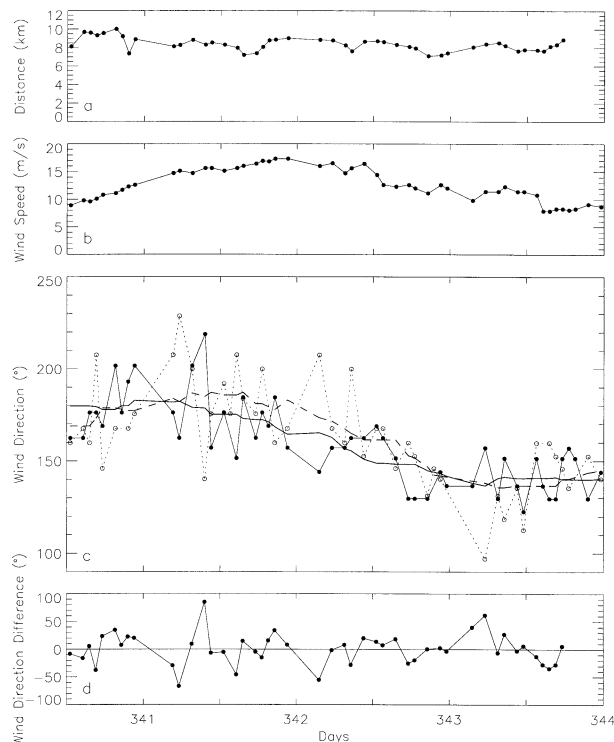 12
10
8
6
4
2
0
Distance (km)
a
20
15
10
5
0
Wind Speed (m/s)
b
250
200
150
100
Wind Direction (°)
c
100
50
0
-50
-100
Wind Direction Difference (°)
d
341 342 343 344
Days